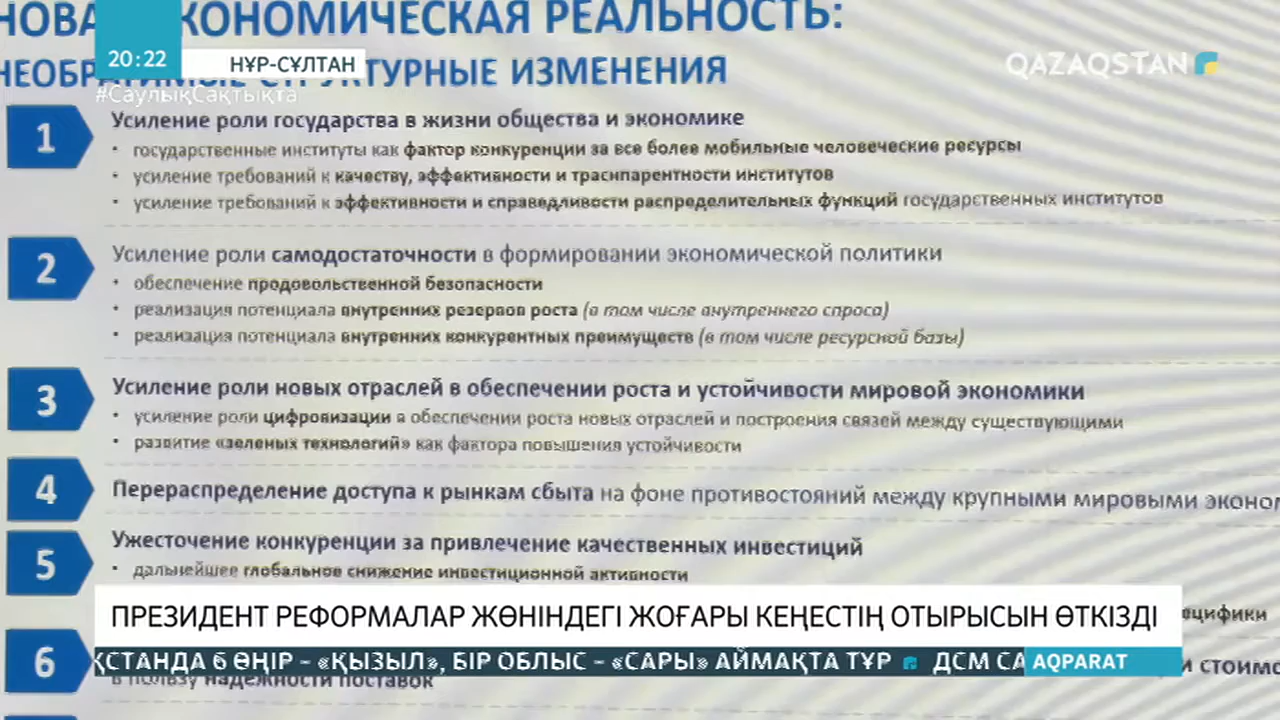 НОВА КОНОМИЧЕСКАЯ РЕАЛЬНОСТЬ:
20:22
НҰР-СҰЛТАН
QAZAQSTAN
СТРУКТУРНЫЕ ИЗМЕНЕНИЯ
#СаулықСақтықта
1 Усиление роли государства в жизни общества и экономике
• государственные институты как фактор конкуренции за все более мобильные человеческие ресурсы
• усиление требований к качеству, эффективности и траснпарентности институтов
• усиление требований к эффективности и справедливости распределительных функций государственных институтов
2 Усиление роли самодостаточности в формировании экономической политики
• обеспечение продовольственной безопасности
• реализация потенциала внутренних резервов роста (в том числе внутреннего спроса)
• реализация потенциала внутренних конкурентных преимуществ (в том числе ресурсной базы)
3 Усиление роли новых отраслей в обеспечении роста и устойчивости мировой экономики
• усиление роли цифровизации в обеспечении роста новых отраслей и построения связей между существующими
• развитие «зеленых технологий» как фактора повышения устойчивости
4 Перераспределение доступа к рынкам сбыта на фоне противостояний между крупными мировыми эконо
5 Ужесточение конкуренции за привлечение качественных инвестиций
• дальнейшее глобальное снижение инвестиционной активности
ецифики
ПРЕЗИДЕНТ РЕФОРМАЛАР ЖӨНІНДЕГІ ЖОҒАРЫ КЕҢЕСТІҢ ОТЫРЫСЫН ӨТКІЗДІ
6
ҚСТАНДА 6 ӨҢІР – «ҚЫЗЫЛ», БІР ОБЛЫС – «САРЫ» АЙМАҚТА ТҰР ДСМ СА
AQPARAT
и стоимо
в пользу надежности поставок